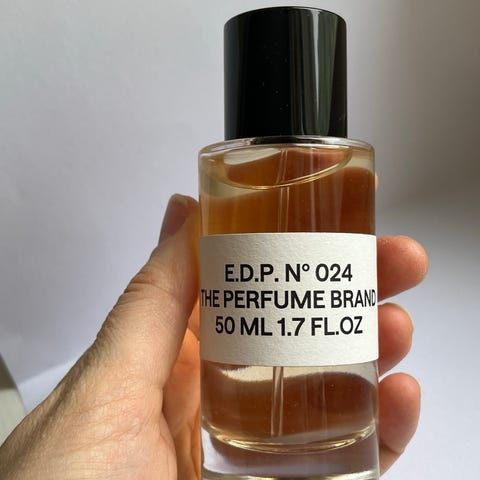 E.D.P. N° 024
THE PERFUME BRAND
50 ML 1.7 FL.OZ